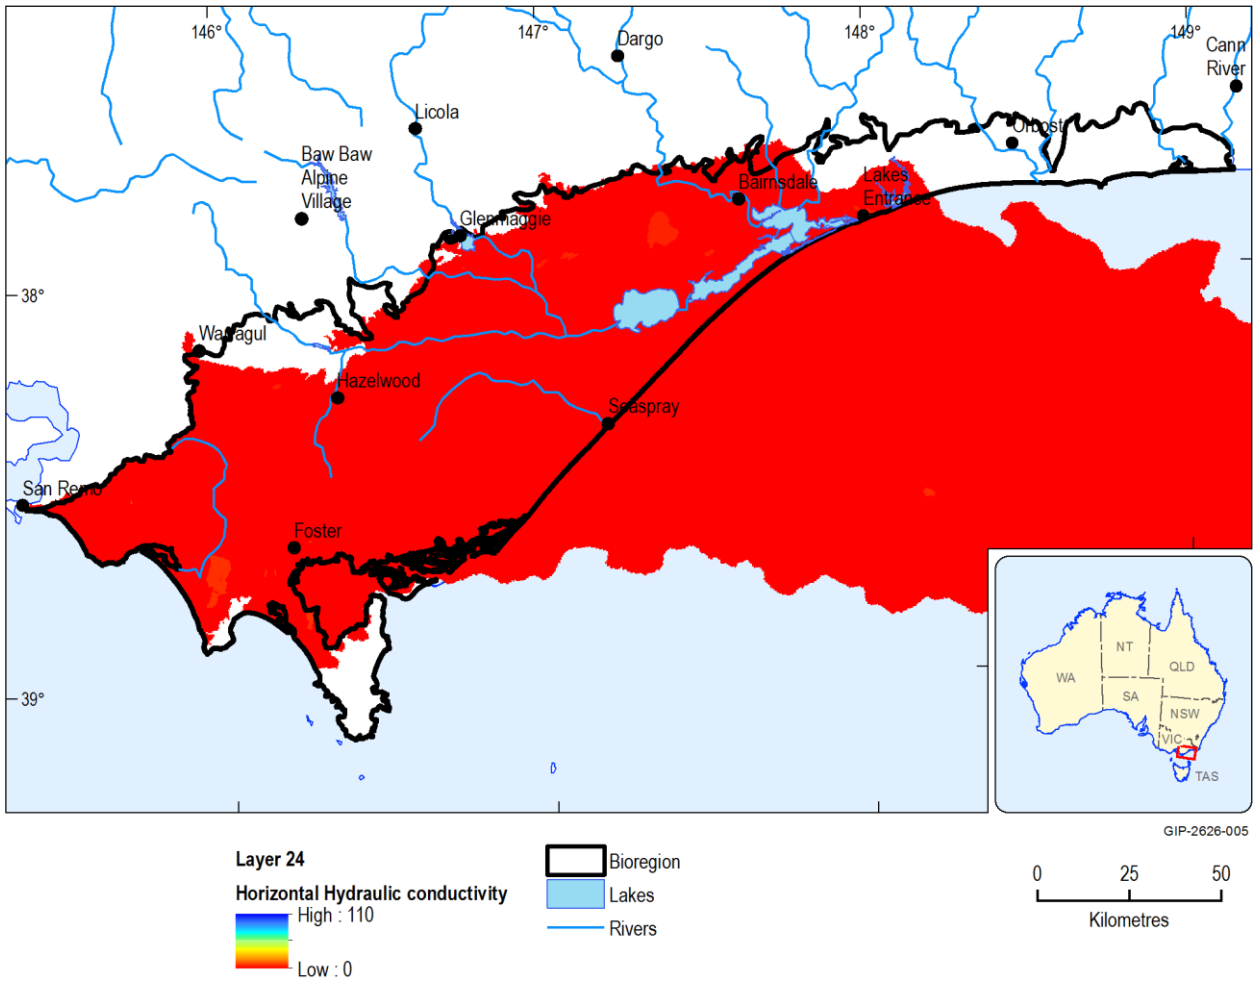 146°
147°
148°
149°
Dargo
Cann
River
Licola
Orbost
Baw Baw
Alpine
Village
Lakes
Entrance
Bairnsdale
Glenmaggie
38°
Warragul
Hazelwood
Seaspray
San Remo
Foster
39°
NT
QLD
WA
SA
NSW
VIC
TAS
GIP-2626-005
Layer 24
Horizontal Hydraulic conductivity
High : 110
Low : 0
Bioregion
Lakes
Rivers
0 25 50
Kilometres